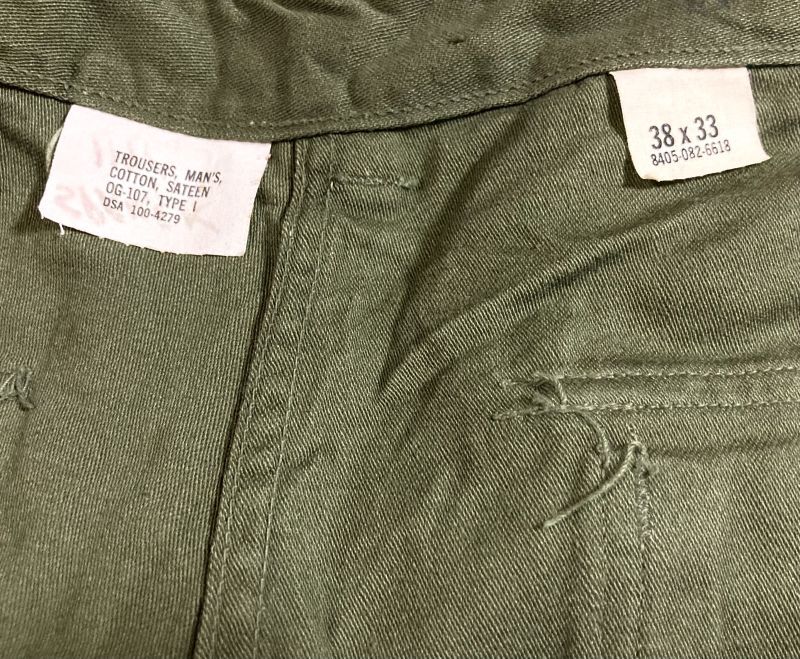 TROUSERS, MAN'S,
COTTON, SATEEN
OG-107, TYPE I
DSA 100-4279
38 x 33
8405-082-6618